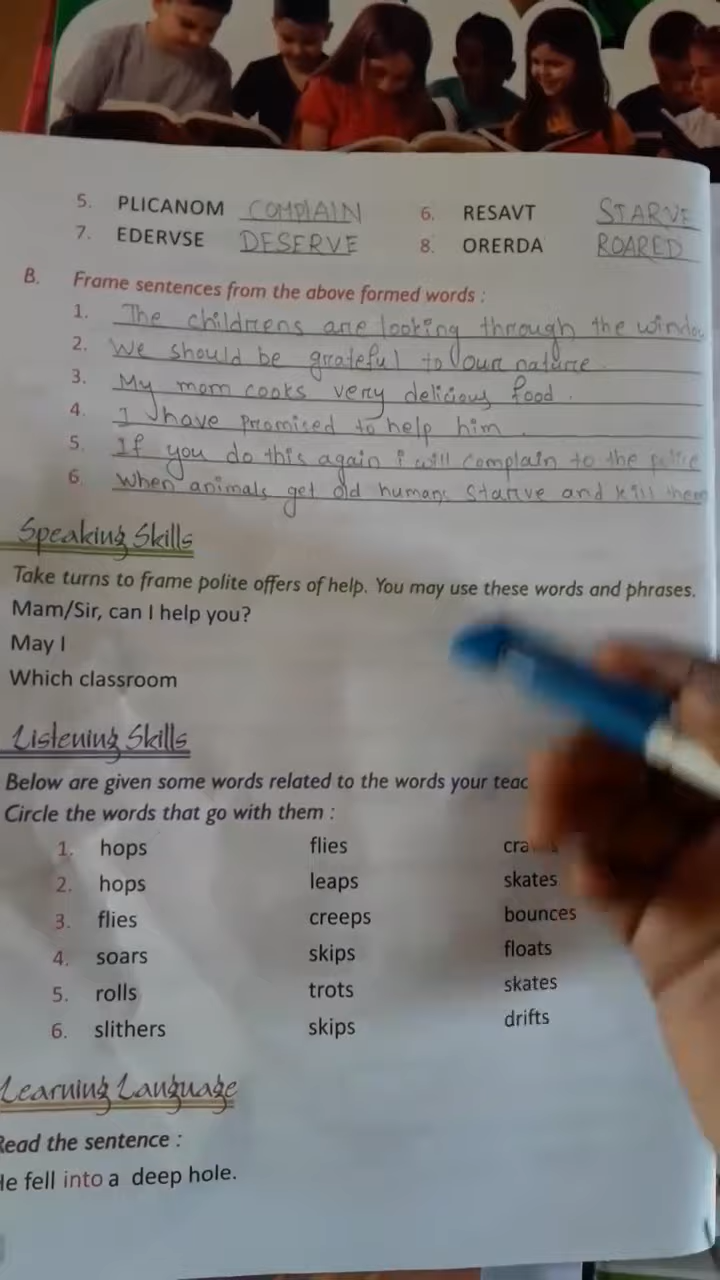 5. PLICANOM COMPLAIN 6. RESAVT STARVE
7. EDERVSE DESERVE 8. ORERDA ROARED
B. Frame sentences from the above formed words :
1. The childrens are looking through the window
2. We should be grateful to our nature.
3. My mom cooks very delicious food.
4. I have promised to help him.
5. If you do this again i will complain to the police
6. When animals get old humans starve and kill them
Speaking Skills
Take turns to frame polite offers of help. You may use these words and phrases.
Mam/Sir, can I help you?
May I
Which classroom
Listening Skills
Below are given some words related to the words your teac
Circle the words that go with them :
1. hops flies
2. hops leaps skates
3. flies creeps bounces
4. soars skips floats
5. rolls trots skates
6. slithers skips drifts
Learning Language
Read the sentence :
He fell into a deep hole.